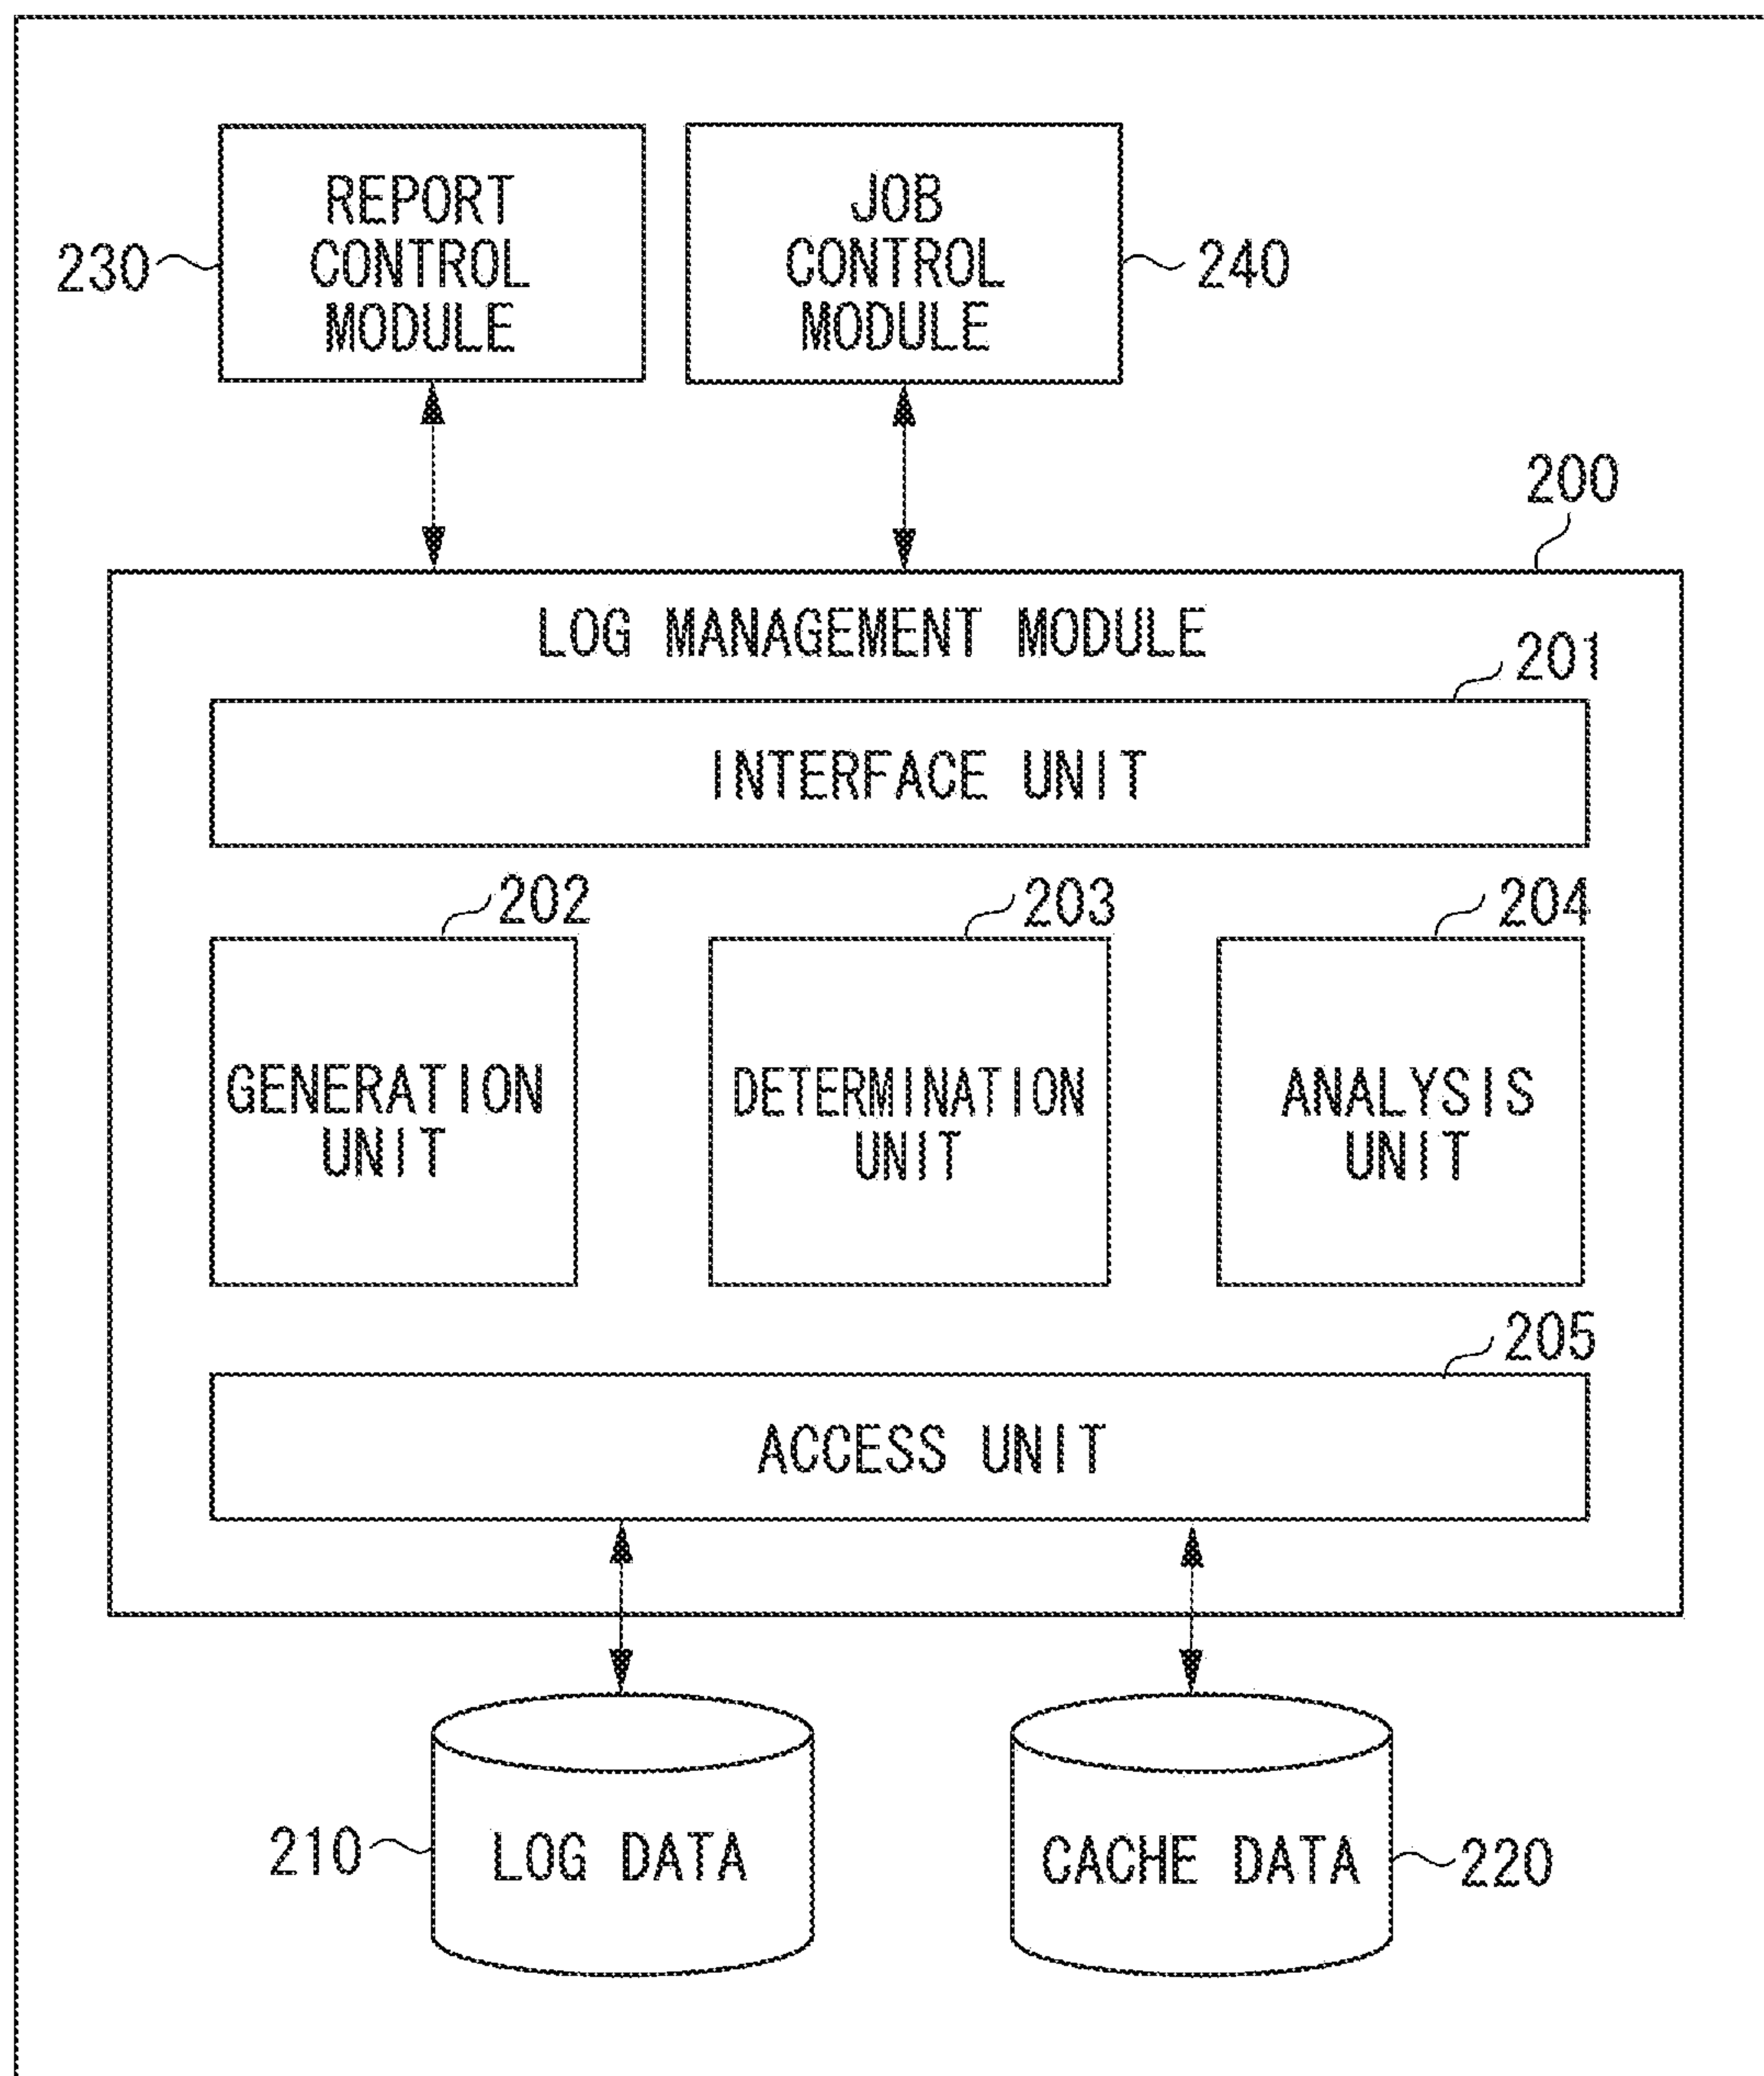 REPORT
CONTROL
MODULE
230
JOB
CONTROL
MODULE
240
200
LOG MANAGEMENT MODULE
201
INTERFACE UNIT
202
203
204
GENERATION
UNIT
DETERMINATION
UNIT
ANALYSIS
UNIT
205
ACCESS UNIT
210
LOG DATA
CACHE DATA
220